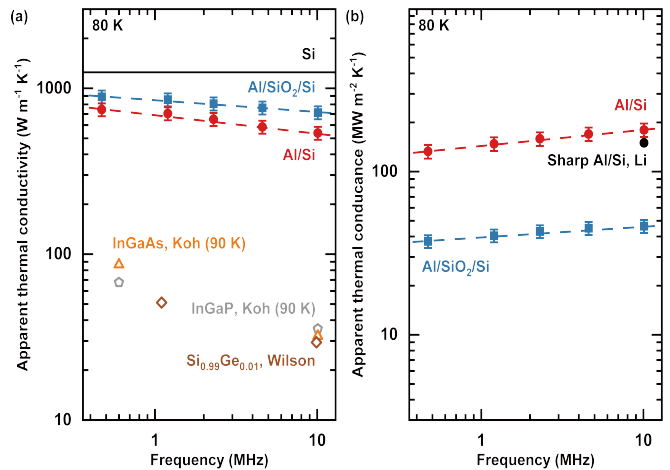 (a)
80 K
Si
Al/SiO2/Si
Al/Si
InGaAs, Koh (90 K)
InGaP, Koh (90 K)
Si0.99Ge0.01, Wilson
1000
100
10
1
10
Frequency (MHz)
Apparent thermal conductivity (W m-1 K-1)
(b)
80 K
Al/Si
Sharp Al/Si, Li
Al/SiO2/Si
100
10
1
10
Frequency (MHz)
Apparent thermal conducance (MW m-2 K-1)